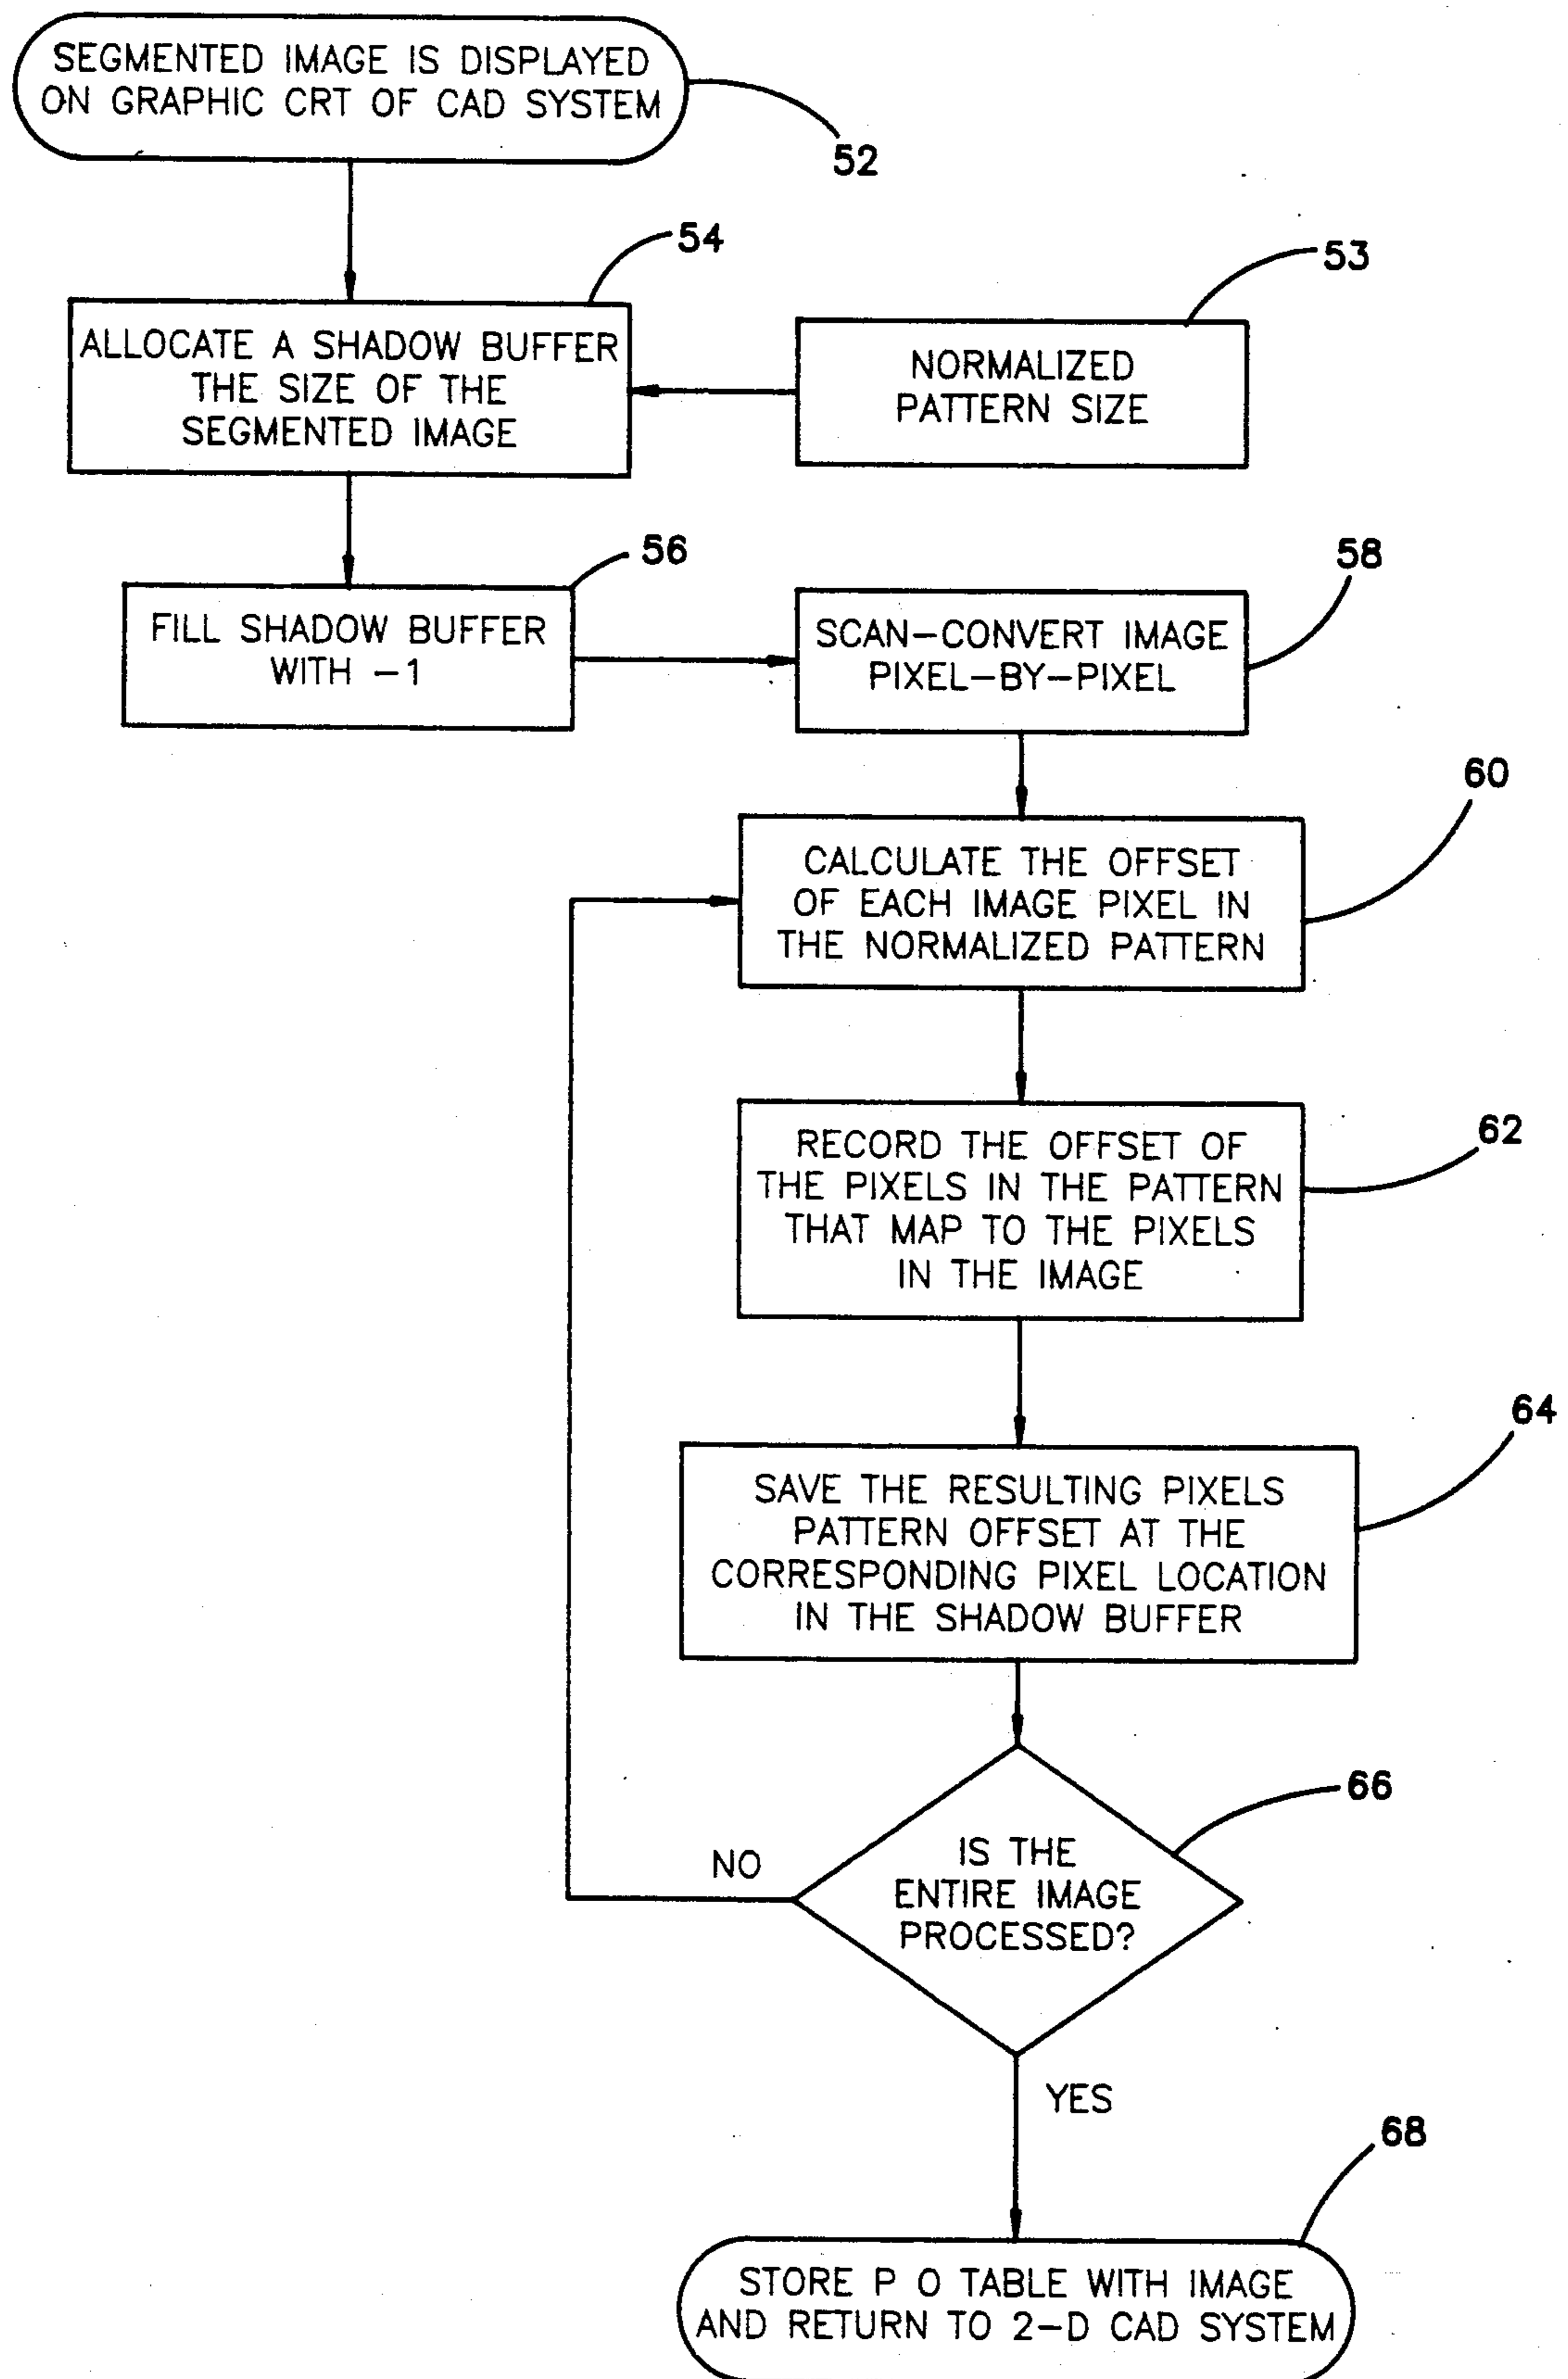 SEGMENTED IMAGE IS DISPLAYED
ON GRAPHIC CRT OF CAD SYSTEM
52
54
53
ALLOCATE A SHADOW BUFFER
THE SIZE OF THE
SEGMENTED IMAGE
NORMALIZED
PATTERN SIZE
56
58
FILL SHADOW BUFFER
WITH -1
SCAN-CONVERT IMAGE
PIXEL-BY-PIXEL
60
CALCULATE THE OFFSET
OF EACH IMAGE PIXEL IN
THE NORMALIZED PATTERN
62
RECORD THE OFFSET OF
THE PIXELS IN THE PATTERN
THAT MAP TO THE PIXELS
IN THE IMAGE
64
SAVE THE RESULTING PIXELS
PATTERN OFFSET AT THE
CORRESPONDING PIXEL LOCATION
IN THE SHADOW BUFFER
66
NO
IS THE
ENTIRE IMAGE
PROCESSED?
YES
68
STORE P O TABLE WITH IMAGE
AND RETURN TO 2-D CAD SYSTEM